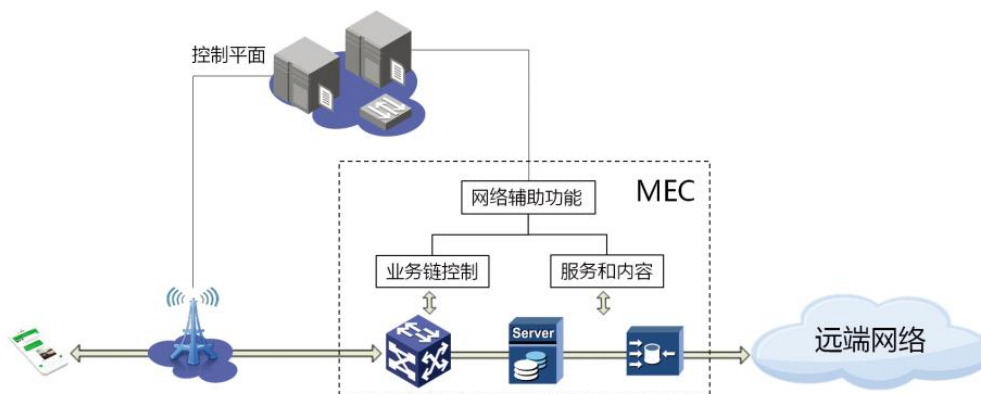 控制平面
MEC
网络辅助功能
业务链控制
服务和内容
Server
远端网络